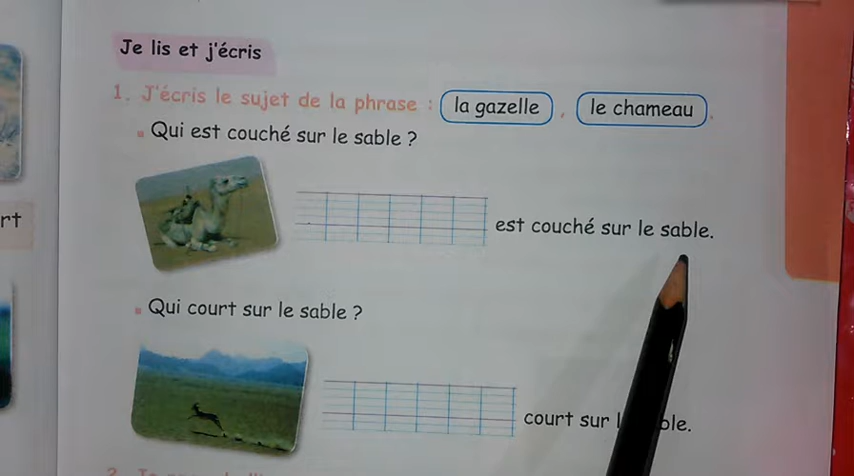 Je lis et j'écris
1. J'écris le sujet de la phrase : la gazelle , le chameau .
Qui est couché sur le sable ?
est couché sur le sable.
rt
Qui court sur le sable ?
court sur